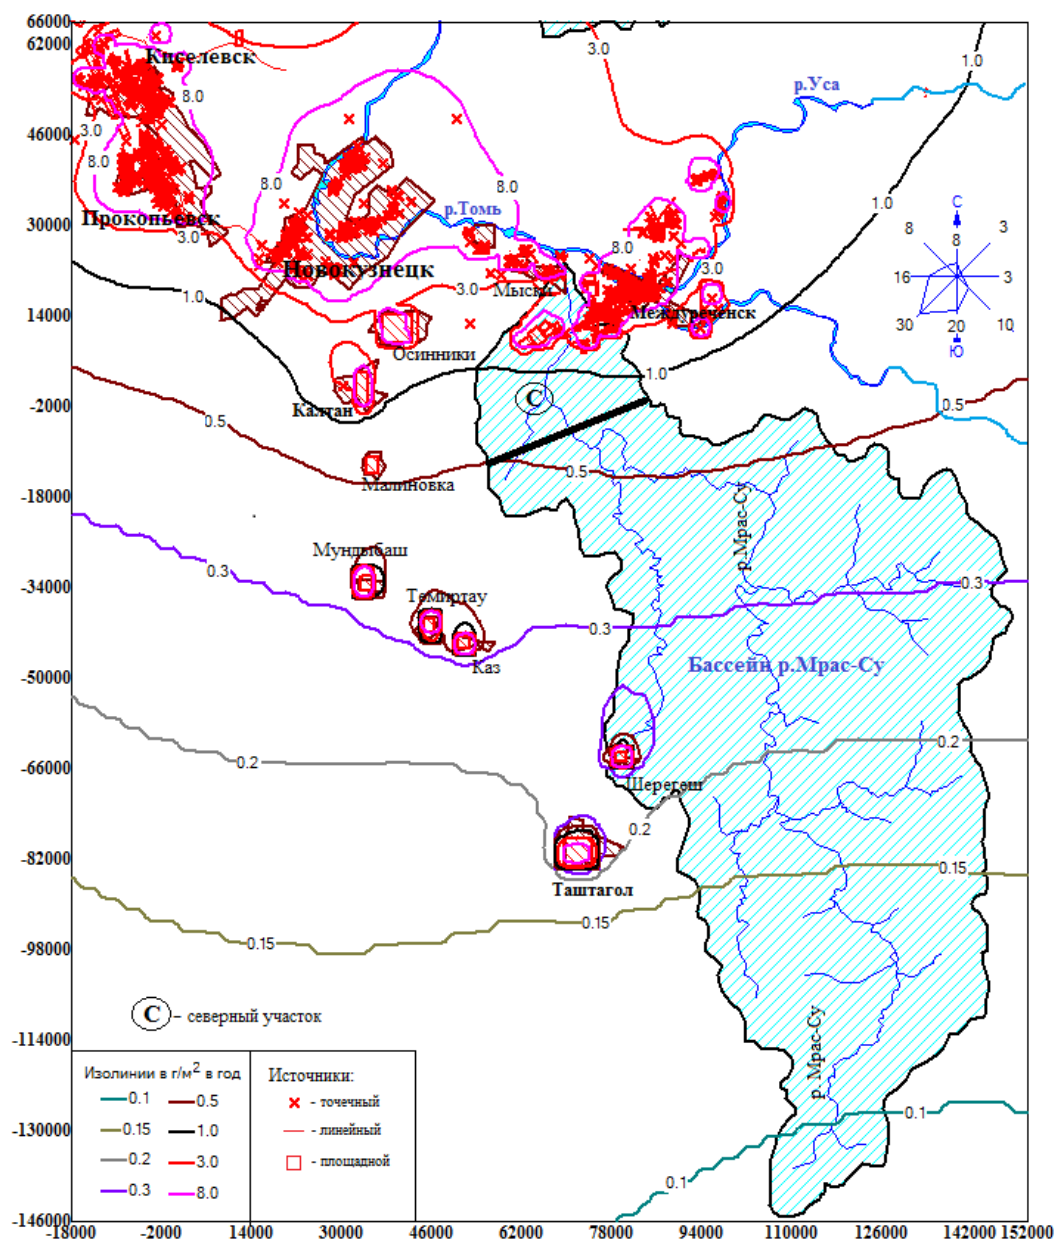 66000
62000
46000
30000
14000
-2000
-18000
-34000
-50000
-66000
-82000
-98000
-114000
-130000
-146000
-18000
-2000
14000
30000
46000
62000
78000
94000
110000
126000
142000
152000
Киселевск
8.0
3.0
8.0
Прокопьевск
3.0
8.0
8.0
3.0
1.0
р.Уса
р.Томь
Новокузнецк
1.0
3.0
Мыски
8.0
3.0
Междуреченск
1.0
С
8
8
3
16
3
30
20
10
Ю
Осинники
Калтан
1.0
С
0.5
0.5
0.5
Малиновка
р.Мрас-Су
Мундыбаш
0.3
Темиртау
0.3
0.3
Каз
Бассейн р.Мрас-Су
0.2
0.2
Шерегеш
0.2
Таштагол
0.15
0.15
0.15
р.Мрас-Су
0.1
0.1
С – северный участок
Изолинии в г/м² в год
0.1
0.5
0.15
1.0
0.2
3.0
0.3
8.0
Источники:
- точечный
- линейный
- площадной